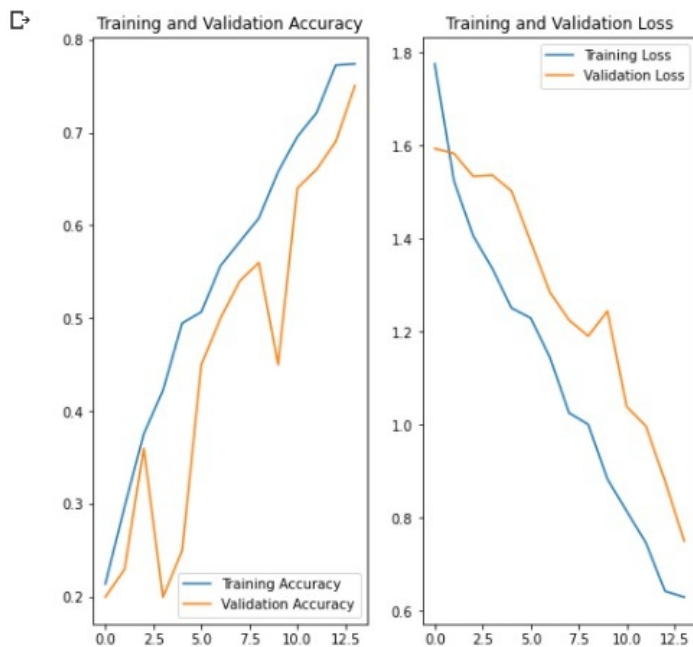 Training and Validation Accuracy
0.8
0.7
0.6
0.5
0.4
0.3
0.2
0.0 2.5 5.0 7.5 10.0 12.5
Training Accuracy
Validation Accuracy
Training and Validation Loss
1.8
1.6
1.4
1.2
1.0
0.8
0.6
0.0 2.5 5.0 7.5 10.0 12.5
Training Loss
Validation Loss